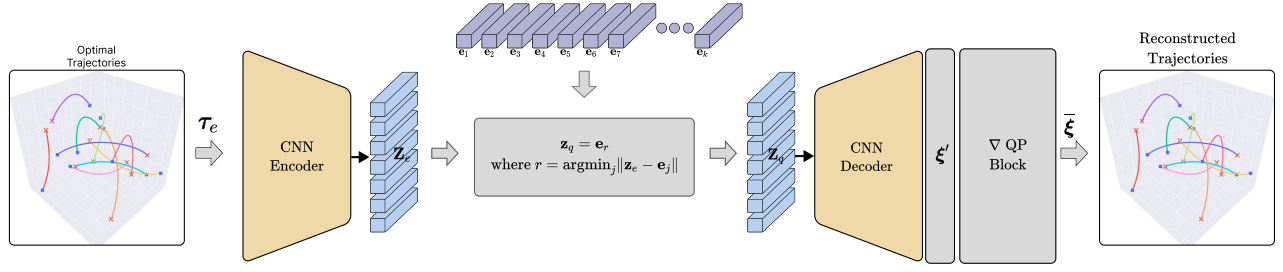 Optimal
Trajectories
τ_e
CNN
Encoder
Z_e
e_1 e_2 e_3 e_4 e_5 e_6 e_7 e_k
z_q = e_r
where r = argmin_j‖z_e − e_j‖
Z_q
CNN
Decoder
ξ′
∇ QP
Block
ξ̅
Reconstructed
Trajectories